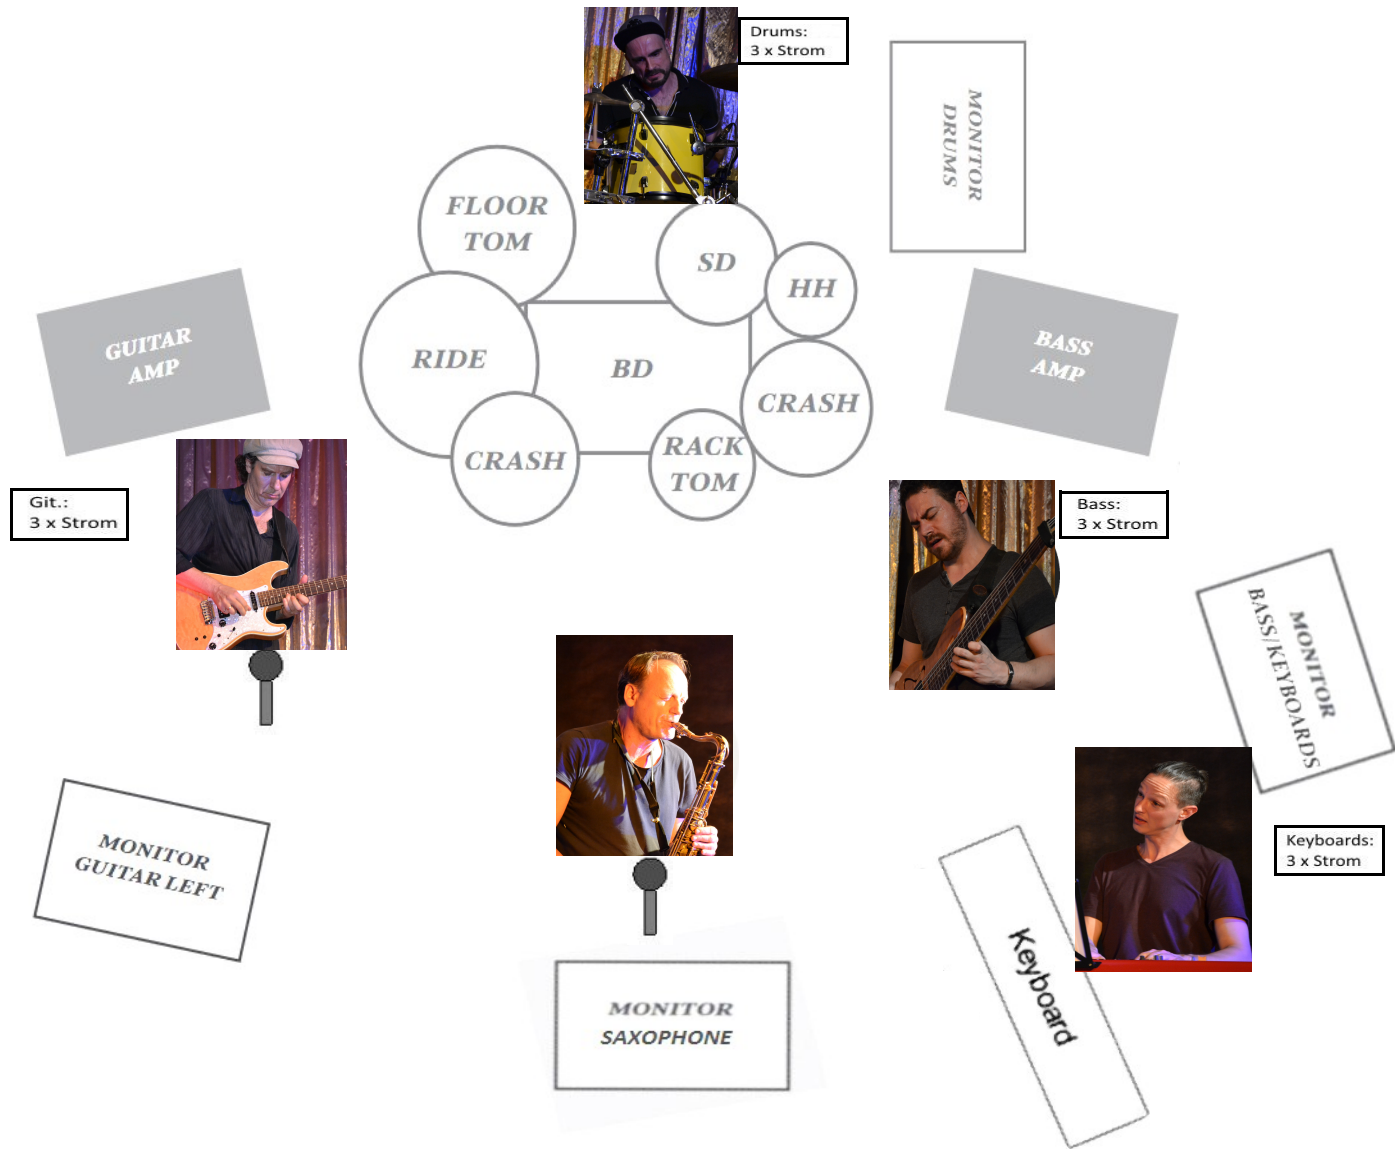 Drums:
3 x Strom
MONITOR
DRUMS
FLOOR
TOM
SD
HH
GUITAR
AMP
RIDE
BD
BASS
AMP
CRASH
CRASH
RACK
TOM
Git.:
3 x Strom
Bass:
3 x Strom
MONITOR
BASS/KEYBOARDS
MONITOR
GUITAR LEFT
Keyboards:
3 x Strom
Keyboard
MONITOR
SAXOPHONE